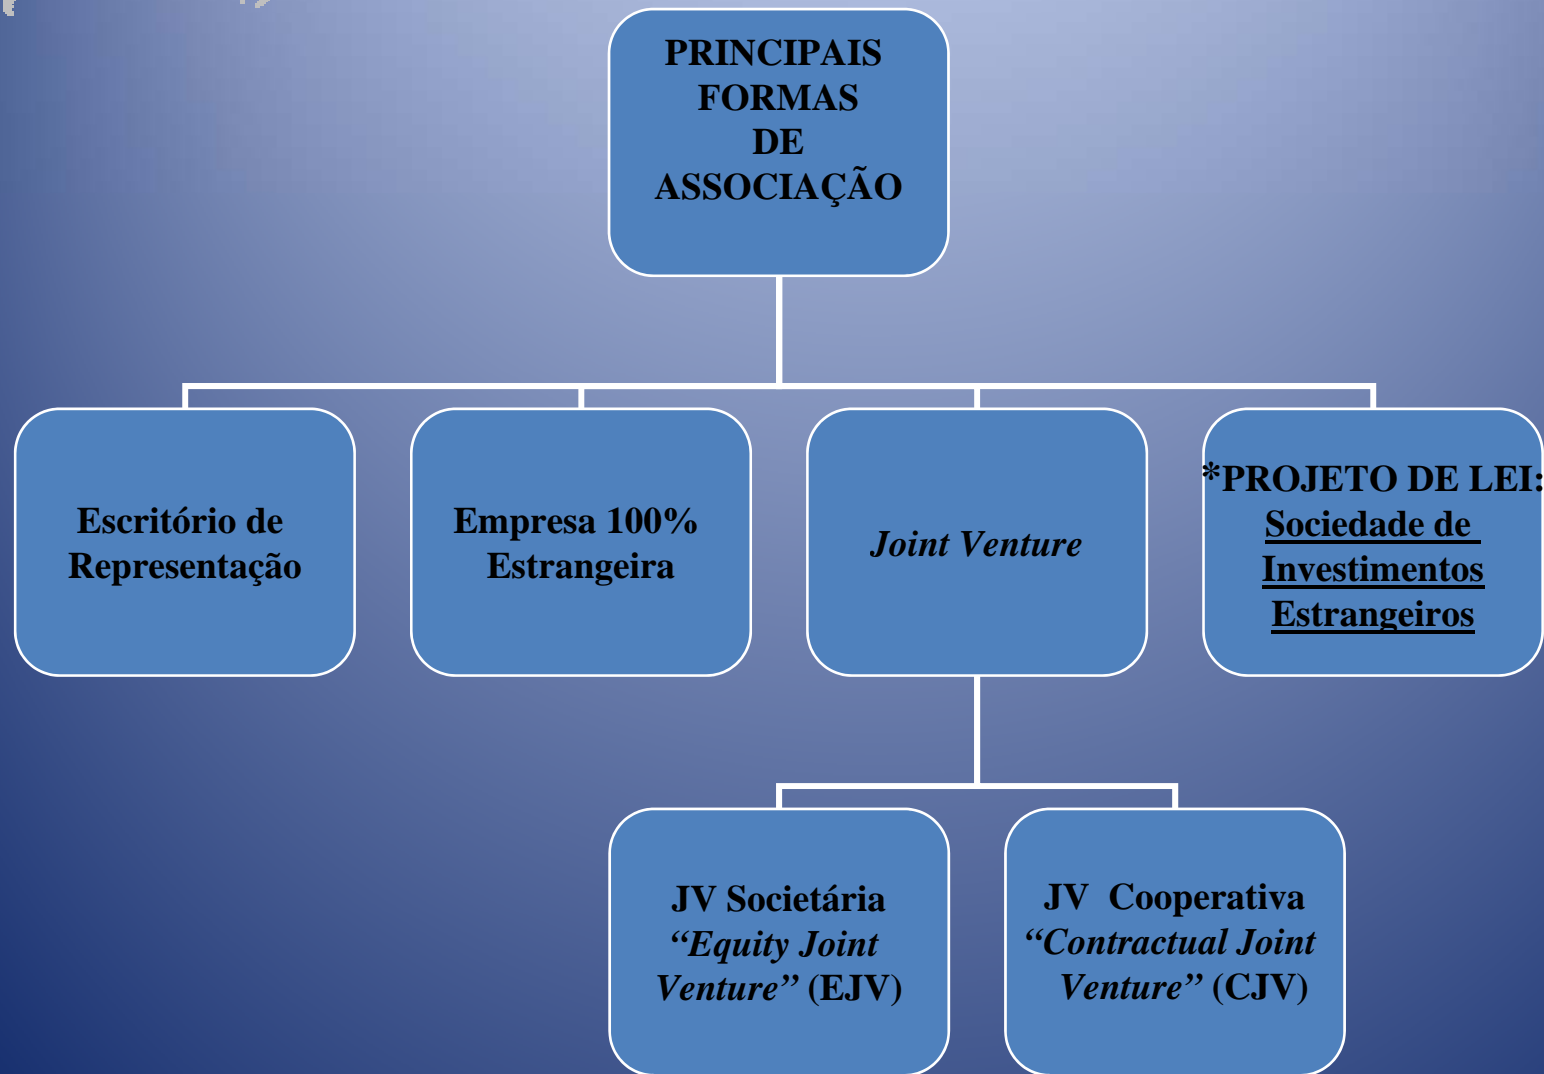 PRINCIPAIS
FORMAS
DE
ASSOCIAÇÃO
Escritório de
Representação
Empresa 100%
Estrangeira
Joint Venture
*PROJETO DE LEI:
Sociedade de
Investimentos
Estrangeiros
JV Societária
“Equity Joint
Venture” (EJV)
JV Cooperativa
“Contractual Joint
Venture” (CJV)